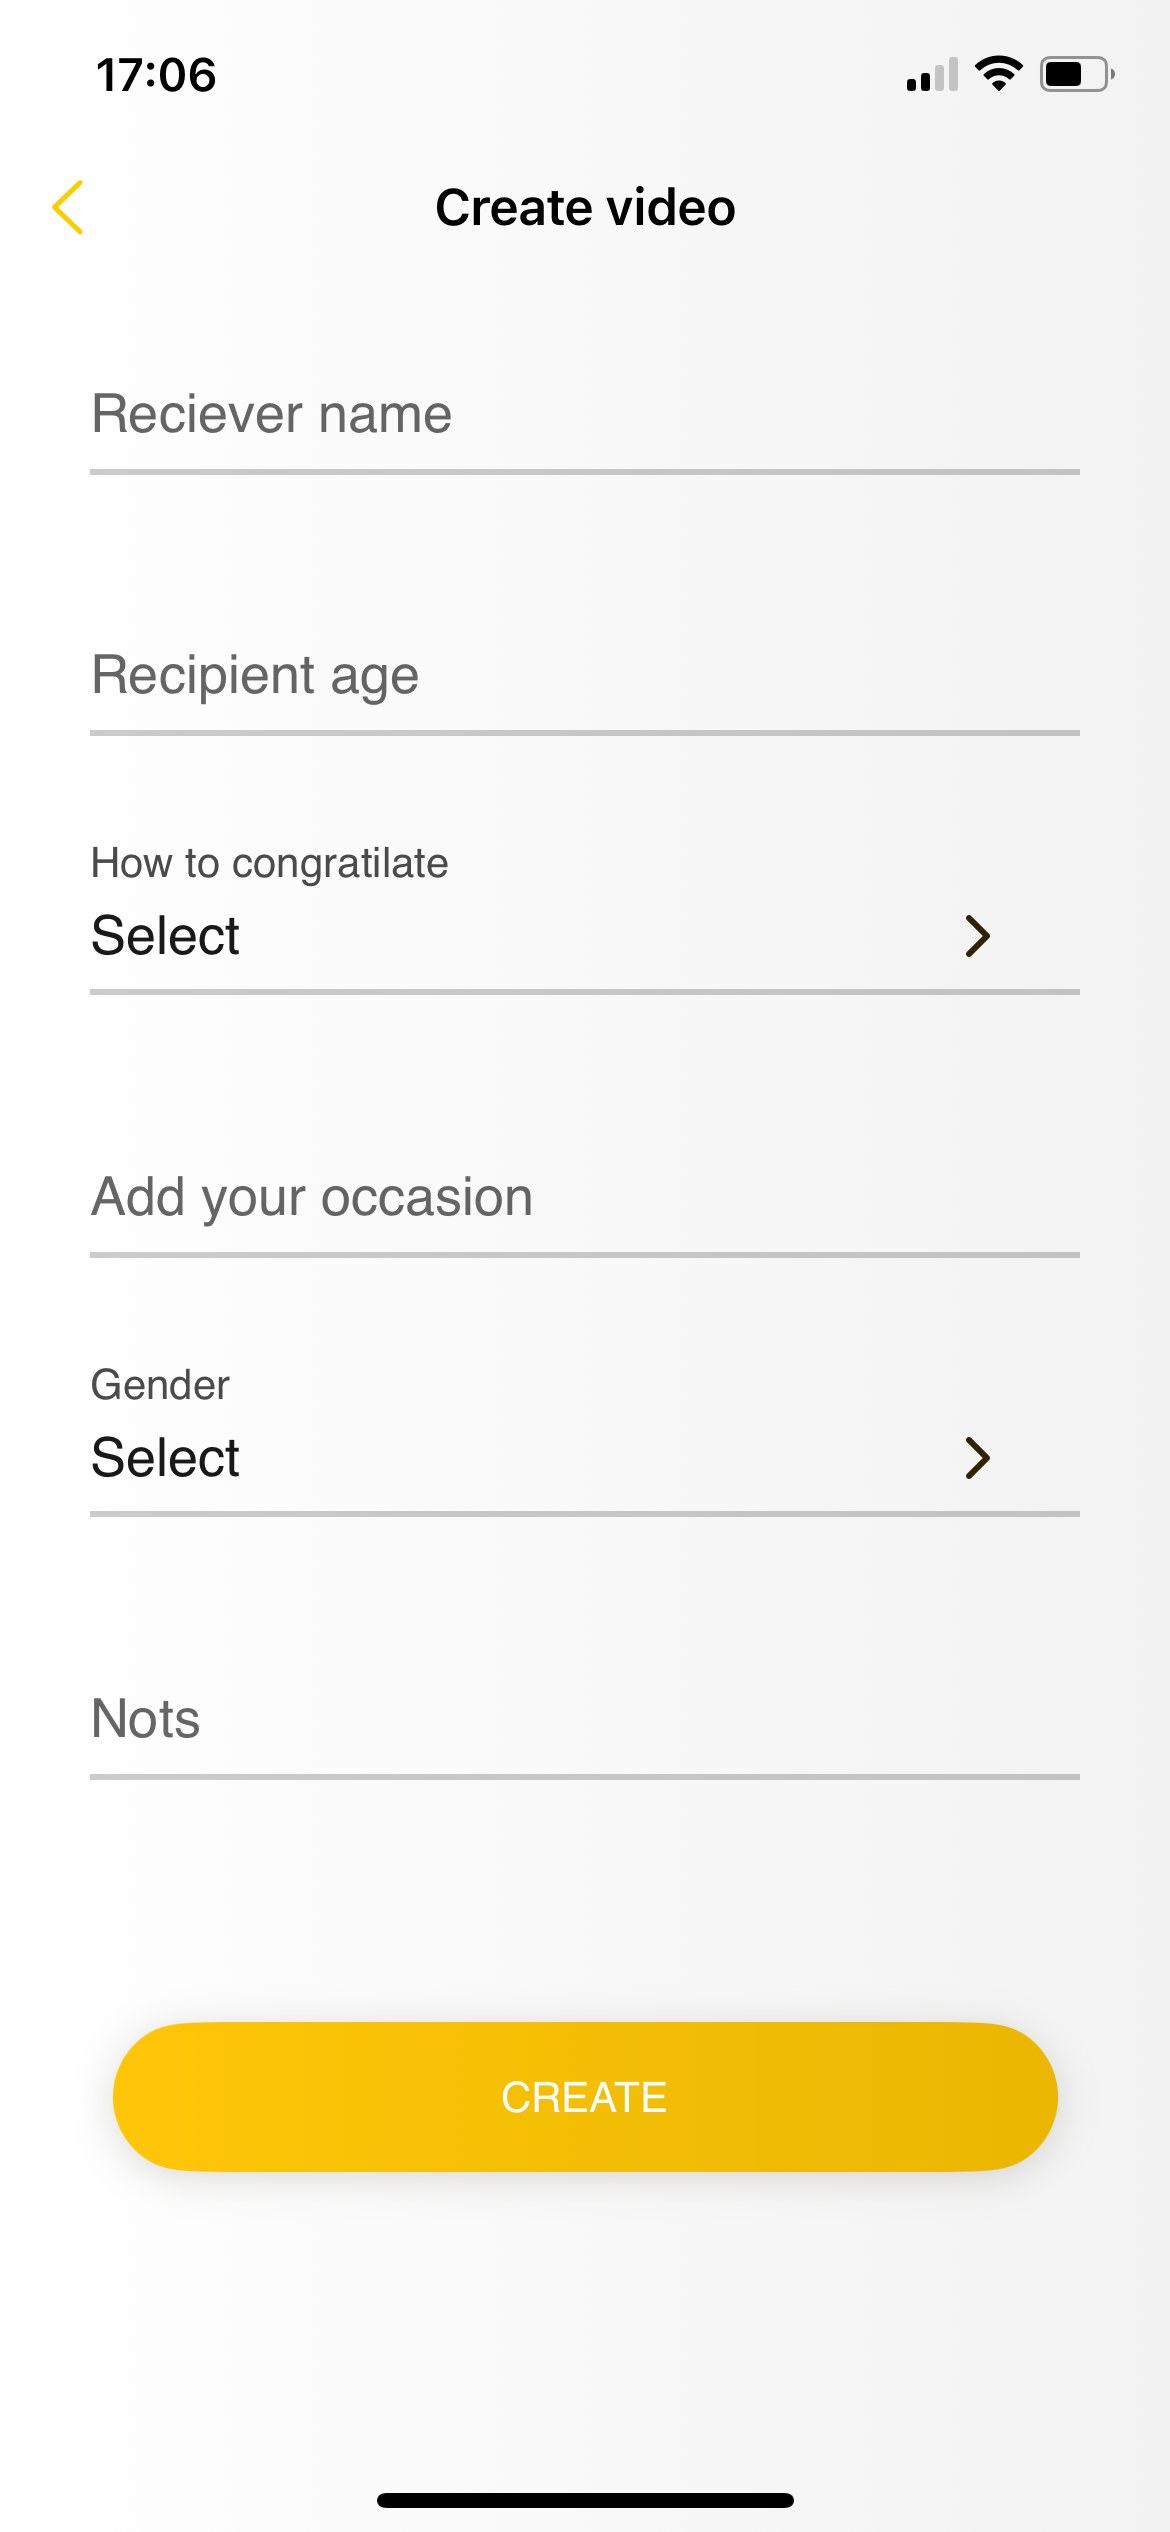 17:06
Create video
Reciever name
Recipient age
How to congratilate
Select
Add your occasion
Gender
Select
Nots
CREATE